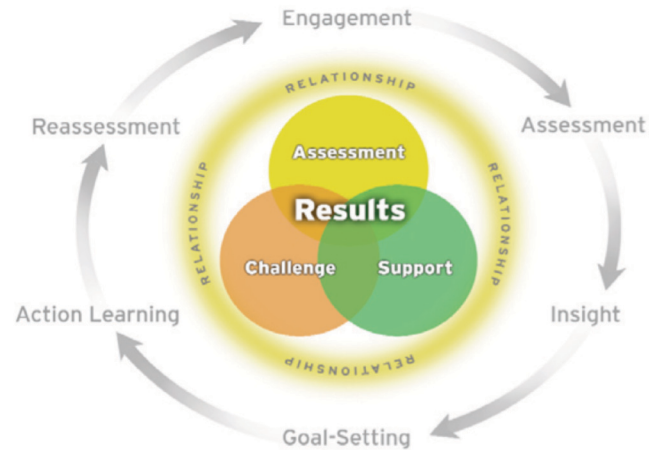 Engagement
RELATIONSHIP
Reassessment
Assessment
Assessment
RELATIONSHIP
RELATIONSHIP
Results
Challenge
Support
Action Learning
Insight
RELATIONSHIP
Goal-Setting